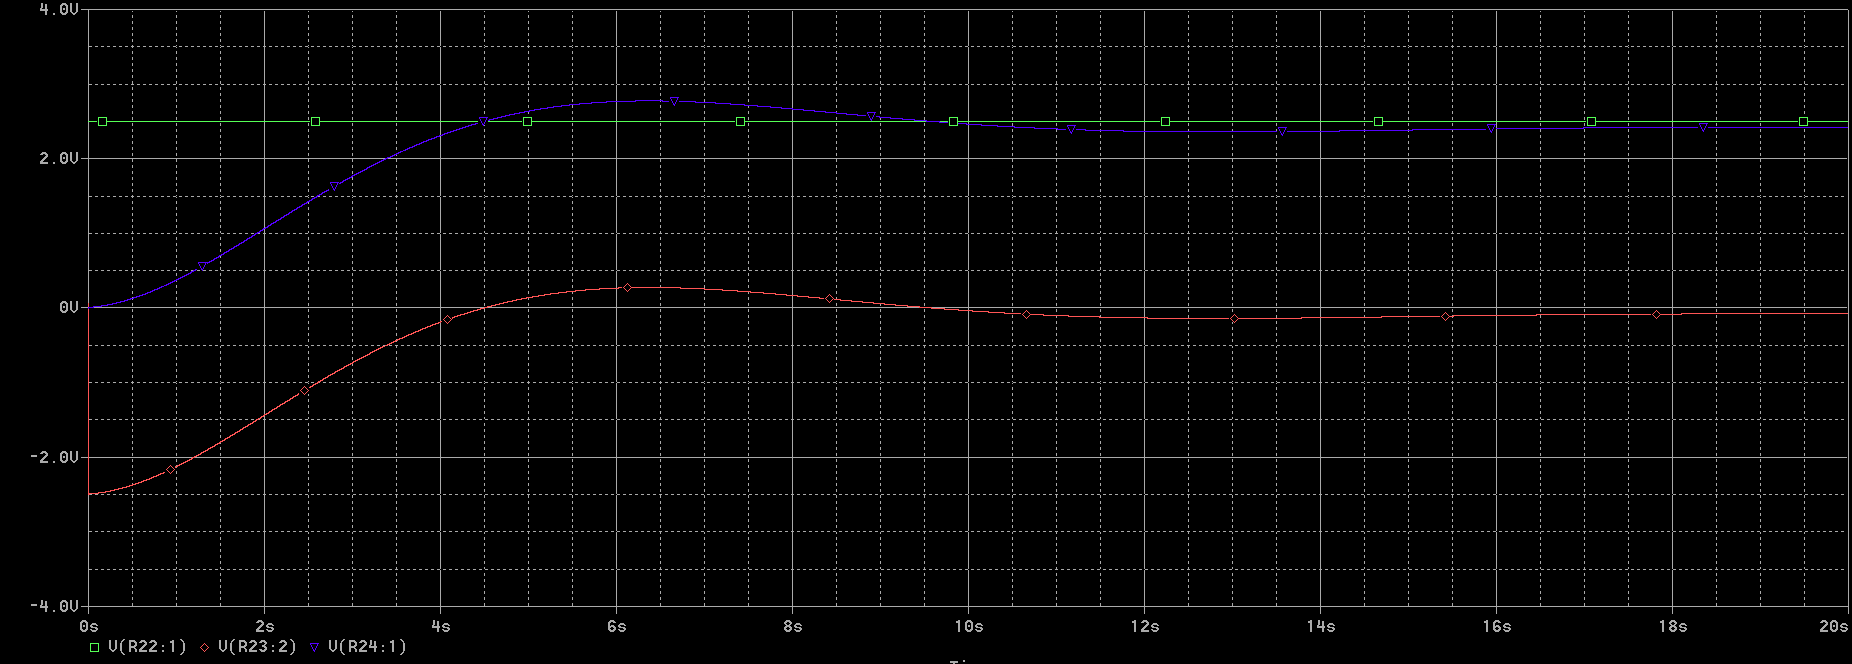 4.0V
2.0V
0V
-2.0V
-4.0V
0s 2s 4s 6s 8s 10s 12s 14s 16s 18s 20s
V(R22:1) V(R23:2) V(R24:1)